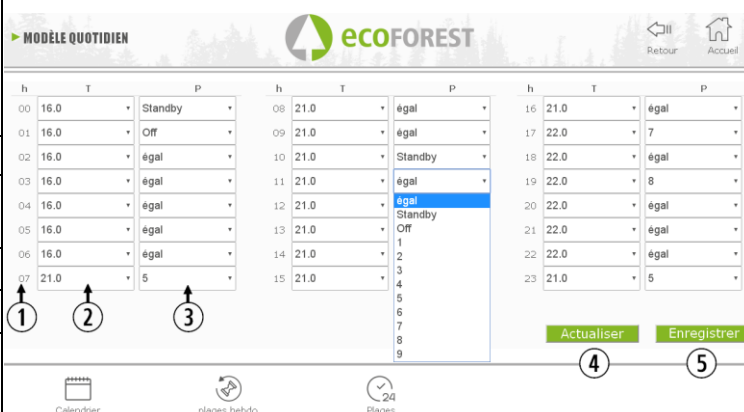 MODÈLE QUOTIDIEN
ecoFOREST
Retour
Accueil
h T P h T P h T P
00 16.0 Standby 08 21.0 égal 16 21.0 égal
01 16.0 Off 09 21.0 égal 17 22.0 7
02 16.0 égal 10 21.0 Standby 18 22.0 égal
03 16.0 égal 11 21.0 égal 19 22.0 8
04 16.0 égal 12 21.0 20 22.0 égal
05 16.0 égal 13 21.0 21 22.0 égal
06 16.0 égal 14 21.0 22 22.0 égal
07 21.0 5 15 21.0 23 21.0 5
égal
Standby
Off
1
2
3
4
5
6
7
8
9
1 2 3
Actualiser Enregistrer
4 5
24
Calendrier plages hebdo Plages